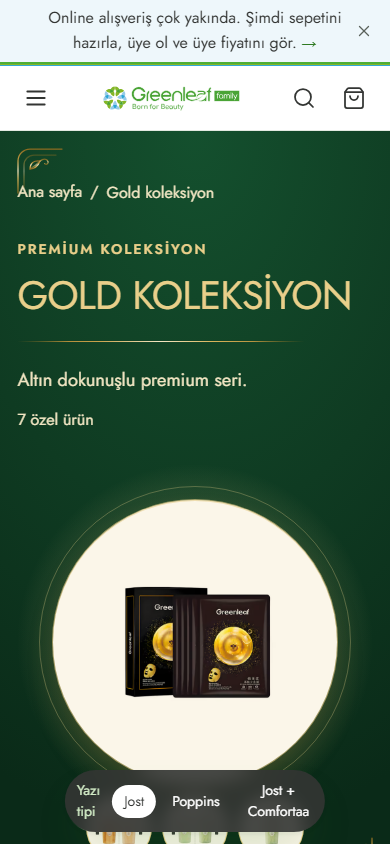 Online alışveriş çok yakında. Şimdi sepetini
hazırla, üye ol ve üye fiyatını gör. →
Greenleaf family
Born for Beauty
Ana sayfa / Gold koleksiyon
PREMİUM KOLEKSİYON
GOLD KOLEKSİYON
Altın dokunuşlu premium seri.
7 özel ürün
Greenleaf
Yazı
tipi
Jost
Poppins
Jost +
Comfortaa